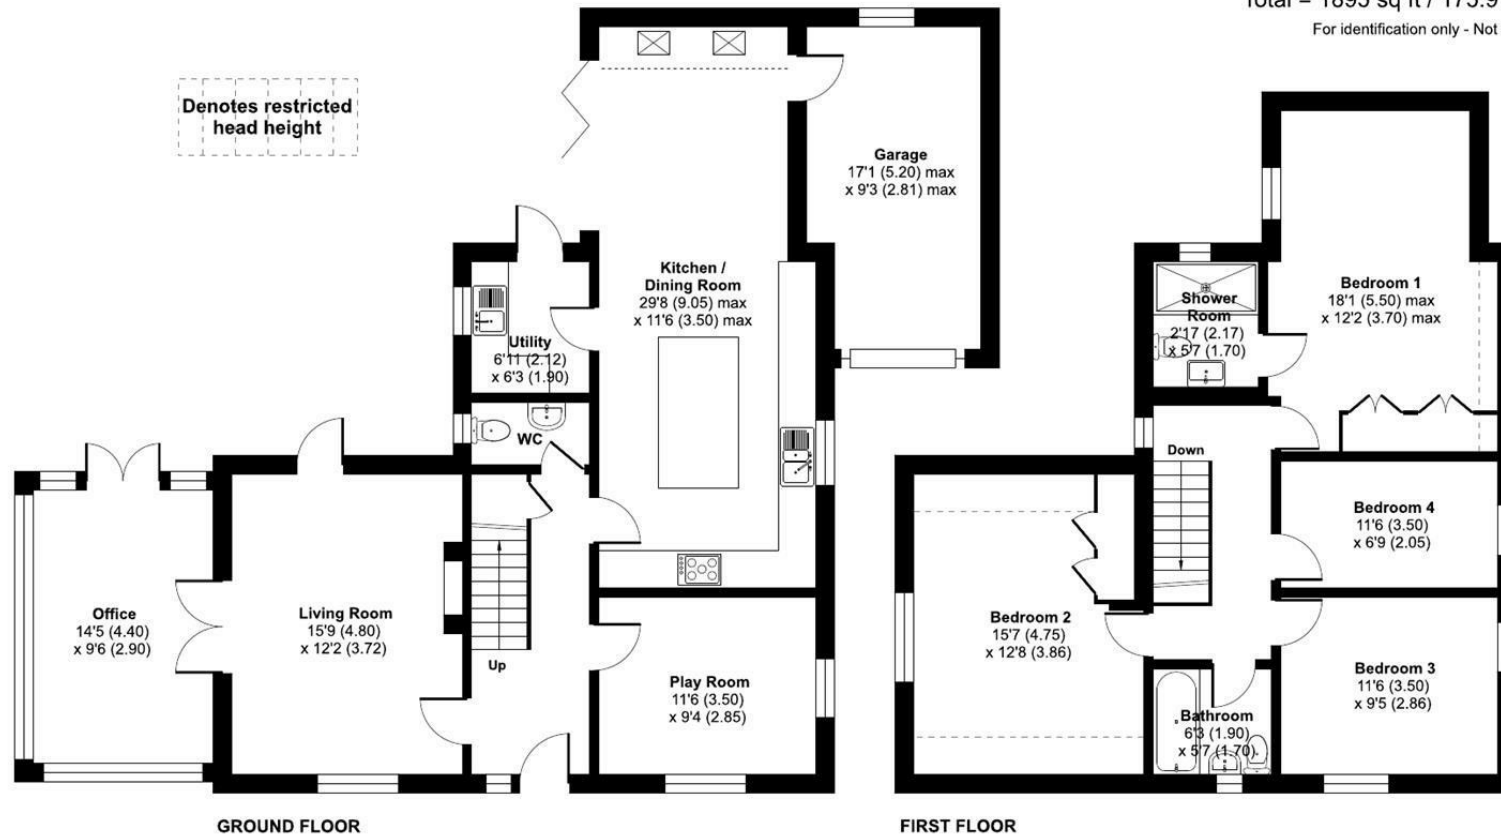 Total = 1895 sq ft / 175.9
For identification only - Not
Denotes restricted
head height
Garage
17'1 (5.20) max
x 9'3 (2.81) max
Kitchen /
Dining Room
29'8 (9.05) max
x 11'6 (3.50) max
Utility
6'11 (2.12)
x 6'3 (1.90)
WC
Office
14'5 (4.40)
x 9'6 (2.90)
Living Room
15'9 (4.80)
x 12'2 (3.72)
Up
Play Room
11'6 (3.50)
x 9'4 (2.85)
GROUND FLOOR
Bedroom 1
18'1 (5.50) max
x 12'2 (3.70) max
Shower
Room
2'17 (2.17)
x 5'7 (1.70)
Down
Bedroom 4
11'6 (3.50)
x 6'9 (2.05)
Bedroom 2
15'7 (4.75)
x 12'8 (3.86)
Bedroom 3
11'6 (3.50)
x 9'5 (2.86)
Bathroom
6'3 (1.90)
x 5'7 (1.70)
FIRST FLOOR